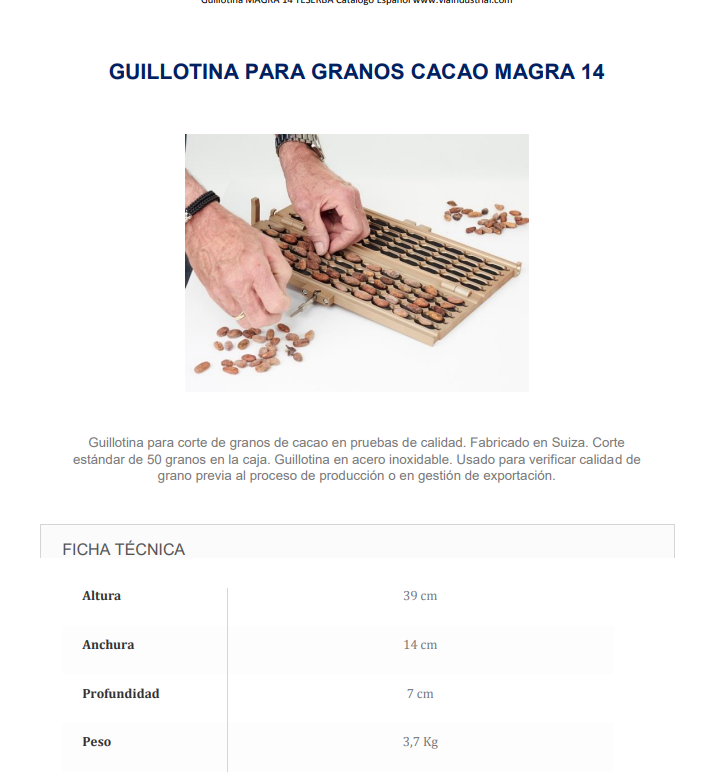 Guillotina MAGRA 14 TESERBA Catálogo Español www.viaindustrial.com
GUILLOTINA PARA GRANOS CACAO MAGRA 14
Guillotina para corte de granos de cacao en pruebas de calidad. Fabricado en Suiza. Corte
estándar de 50 granos en la caja. Guillotina en acero inoxidable. Usado para verificar calidad de
grano previa al proceso de producción o en gestión de exportación.
FICHA TÉCNICA
Altura 39 cm
Anchura 14 cm
Profundidad 7 cm
Peso 3,7 Kg